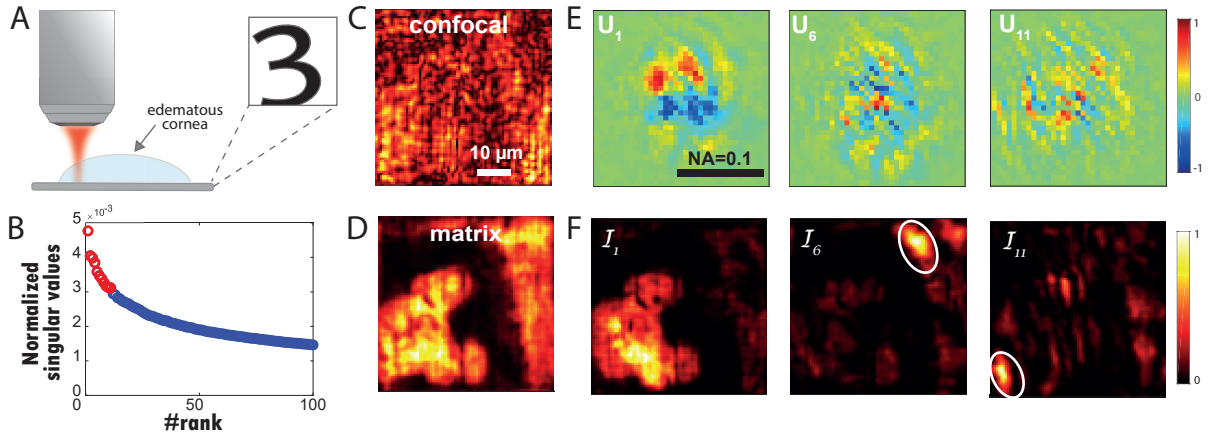 A
3
edematous
cornea
B
×10⁻³
5
4
3
2
1
0
0
50
100
Normalized
singular values
#rank
C
confocal
10 µm
D
matrix
E
U₁
NA=0.1
U₆
U₁₁
1
0
-1
F
I₁
I₆
I₁₁
1
0